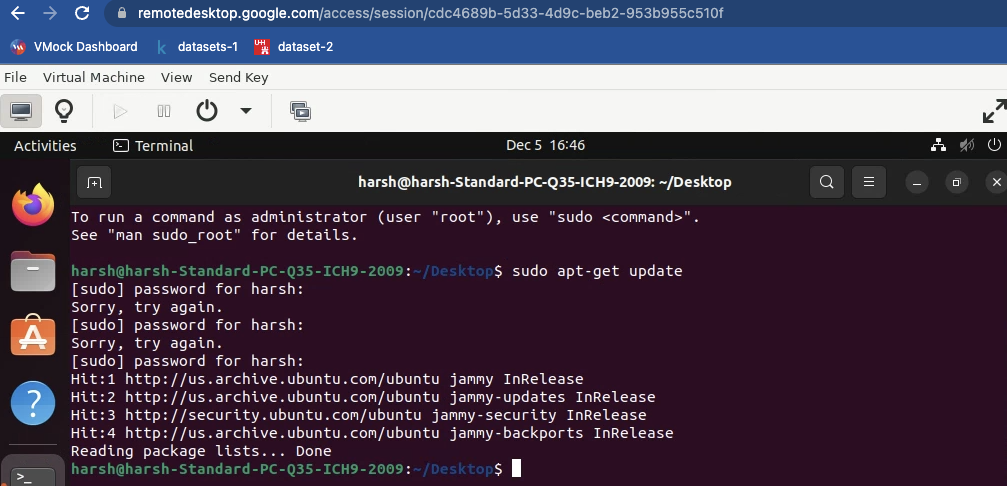 remotedesktop.google.com/access/session/cdc4689b-5d33-4d9c-beb2-953b955c510f
VMock Dashboard k datasets-1 UH dataset-2
File Virtual Machine View Send Key
Activities Terminal Dec 5 16:46
harsh@harsh-Standard-PC-Q35-ICH9-2009: ~/Desktop
To run a command as administrator (user "root"), use "sudo <command>".
See "man sudo_root" for details.
harsh@harsh-Standard-PC-Q35-ICH9-2009:~/Desktop$ sudo apt-get update
[sudo] password for harsh:
Sorry, try again.
[sudo] password for harsh:
Sorry, try again.
[sudo] password for harsh:
Hit:1 http://us.archive.ubuntu.com/ubuntu jammy InRelease
Hit:2 http://us.archive.ubuntu.com/ubuntu jammy-updates InRelease
Hit:3 http://security.ubuntu.com/ubuntu jammy-security InRelease
Hit:4 http://us.archive.ubuntu.com/ubuntu jammy-backports InRelease
Reading package lists... Done
harsh@harsh-Standard-PC-Q35-ICH9-2009:~/Desktop$